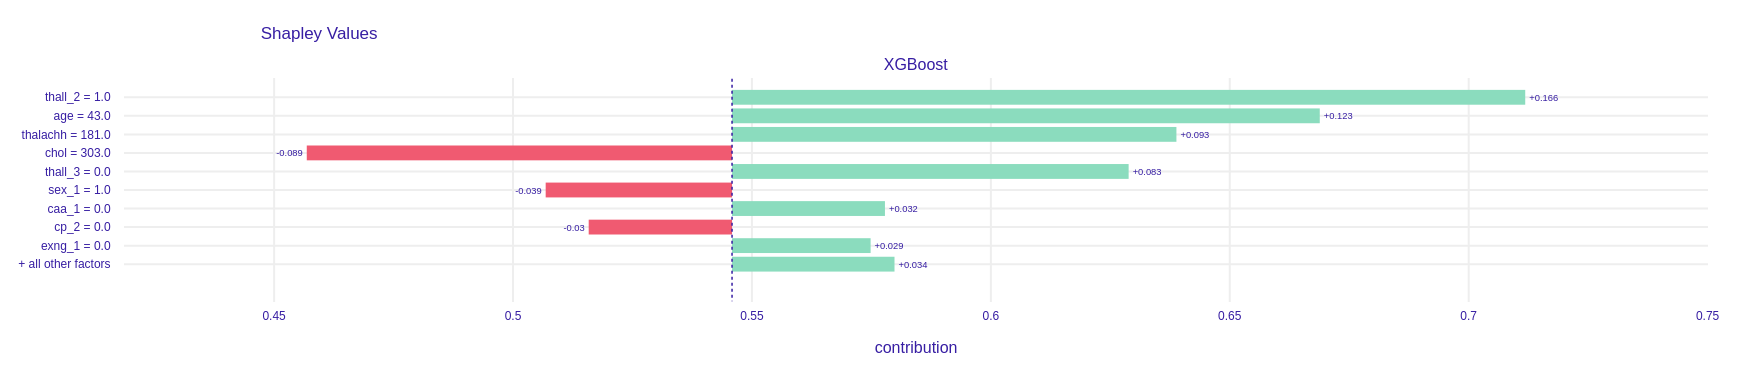 Shapley Values
XGBoost
thall_2 = 1.0 +0.166
age = 43.0 +0.123
thalachh = 181.0 +0.093
chol = 303.0 -0.089
thall_3 = 0.0 +0.083
sex_1 = 1.0 -0.039
caa_1 = 0.0 +0.032
cp_2 = 0.0 -0.03
exng_1 = 0.0 +0.029
+ all other factors +0.034
0.45 0.5 0.55 0.6 0.65 0.7 0.75
contribution